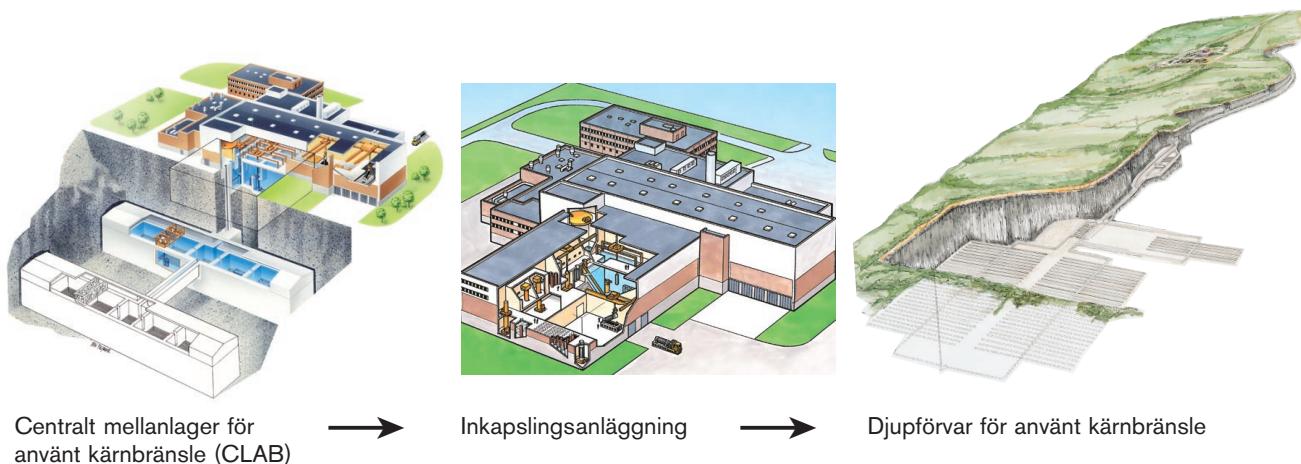 Centralt mellanlager för
använt kärnbränsle (CLAB)
Inkapslingsanläggning
Djupförvar för använt kärnbränsle